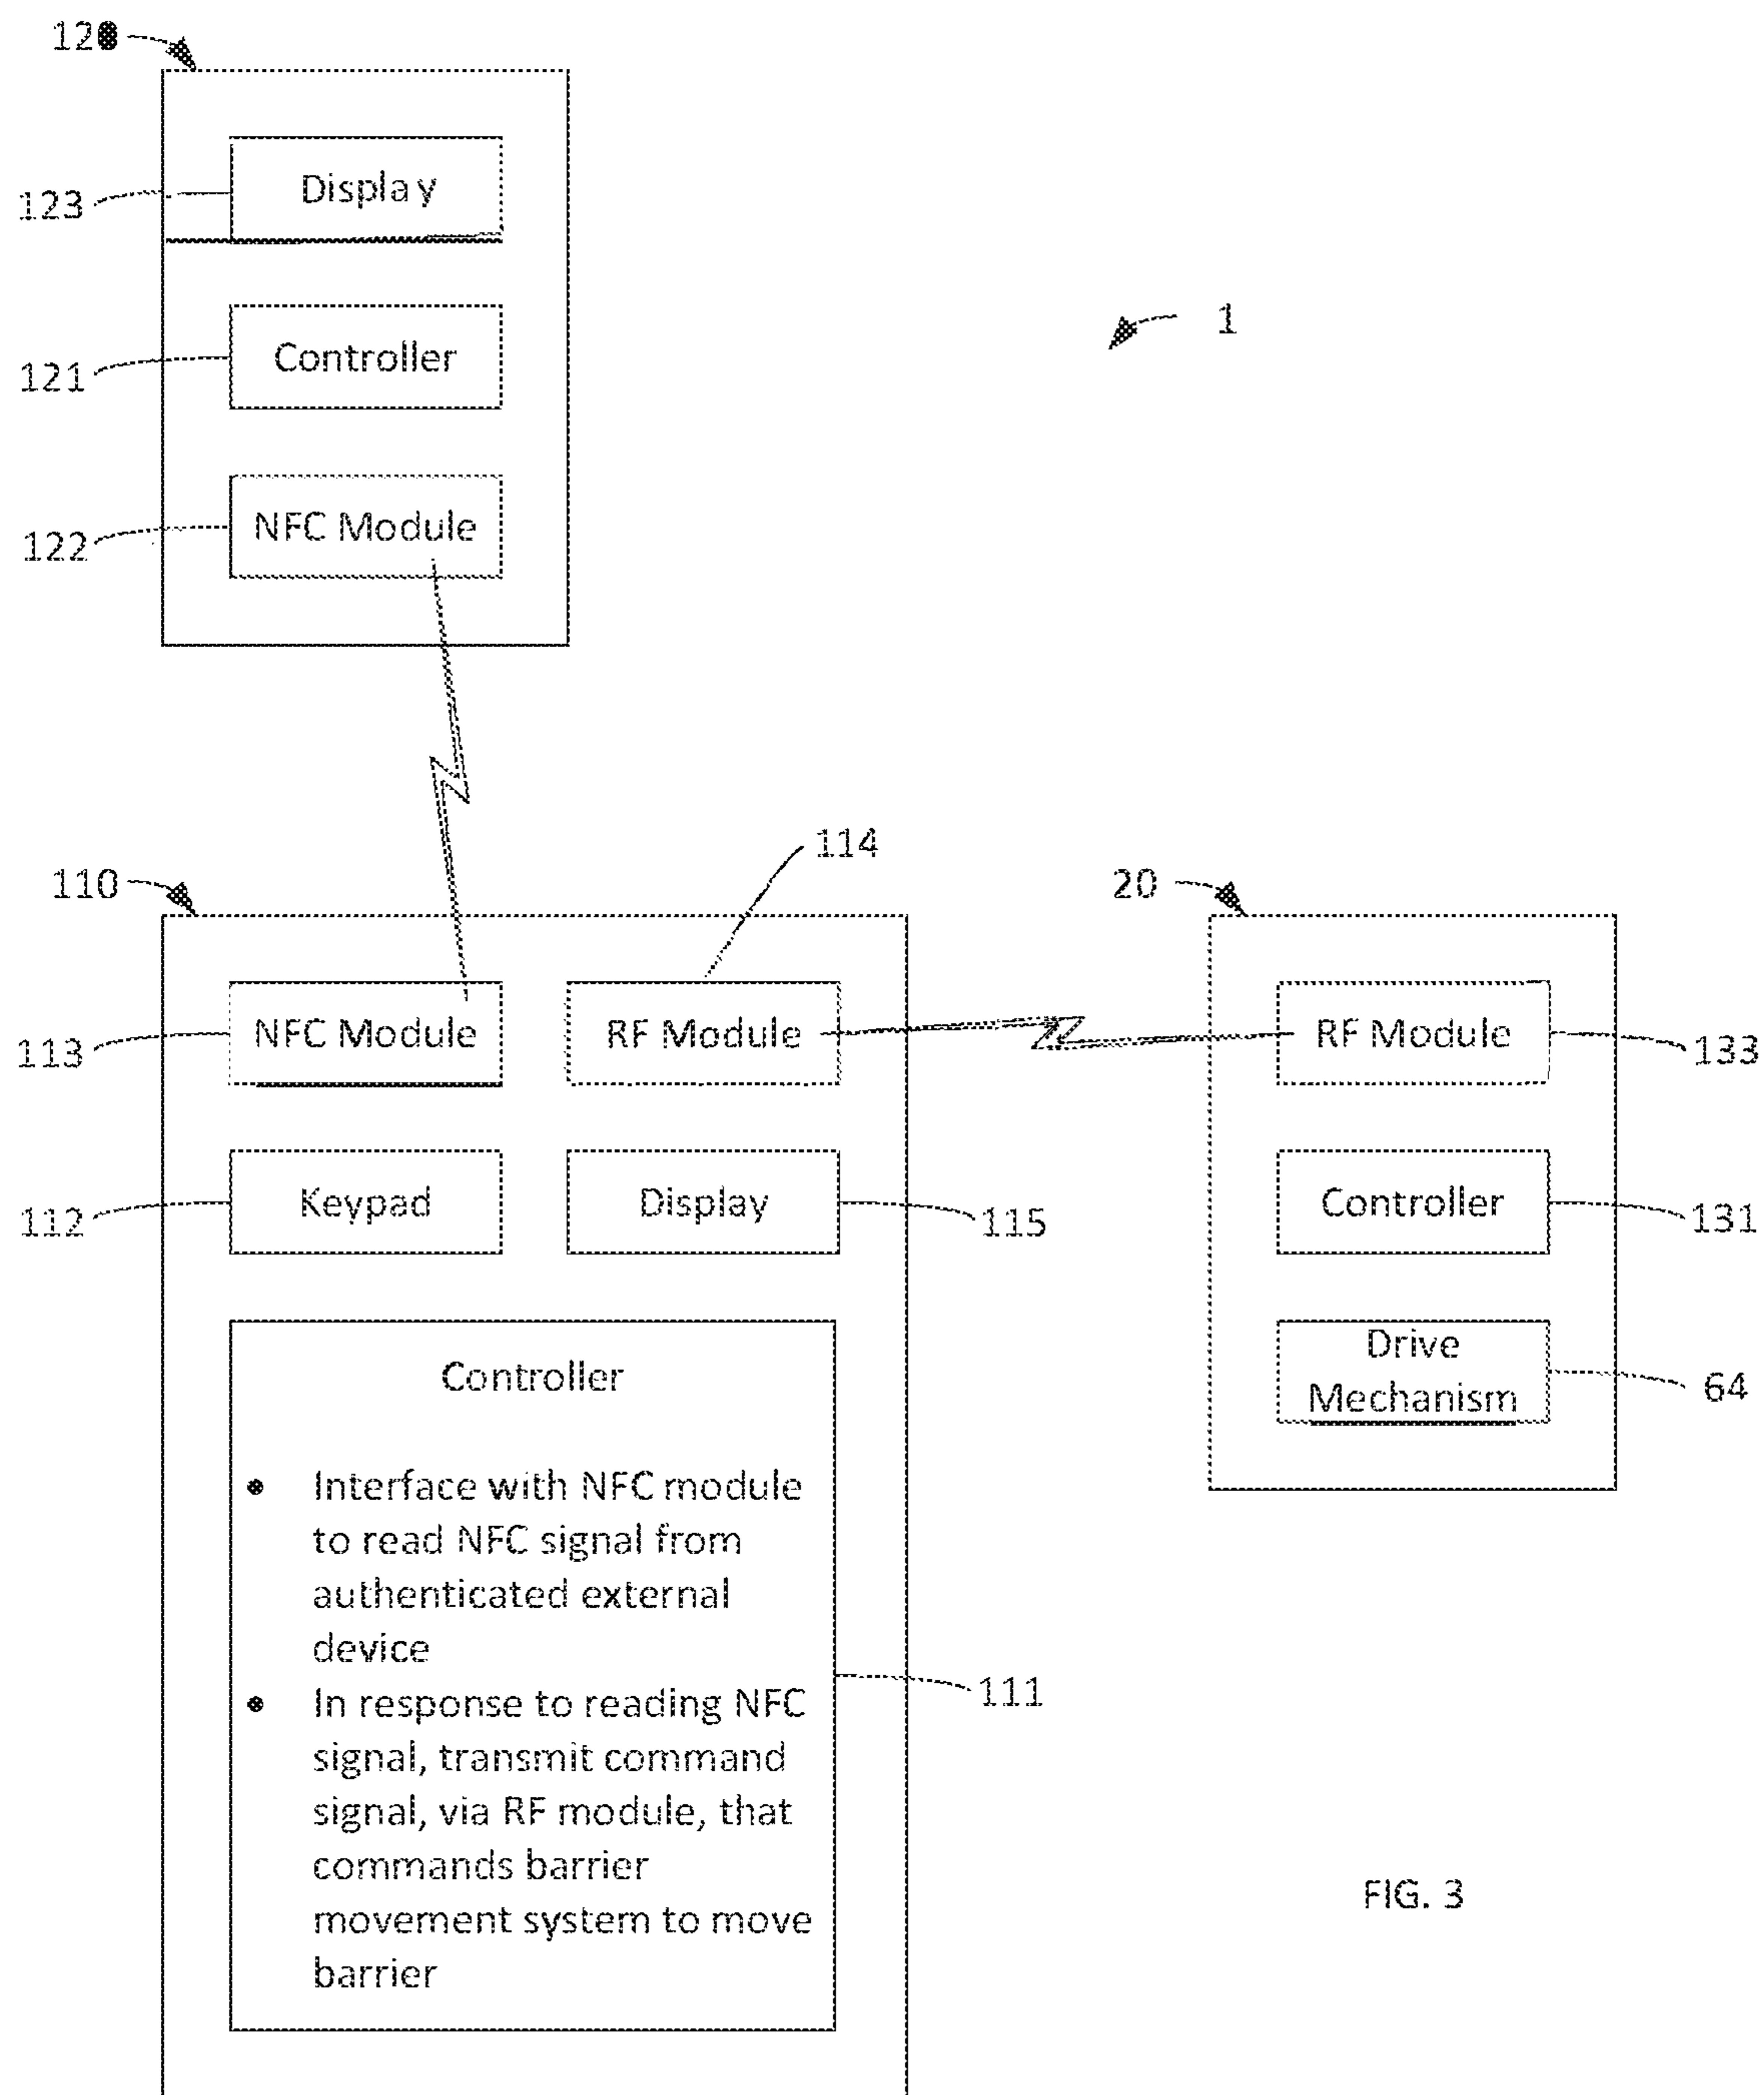 Display
123
Controller
121
NFC Module
122
1
114
110
20
NFC Module
113
RF Module
RF Module
133
Keypad
112
Display
115
Controller
131
Drive
Mechanism
64
Controller
• Interface with NFC module
to read NFC signal from
authenticated external
device
• In response to reading NFC
signal, transmit command
signal, via RF module, that
commands barrier
movement system to move
barrier
111
FIG. 3